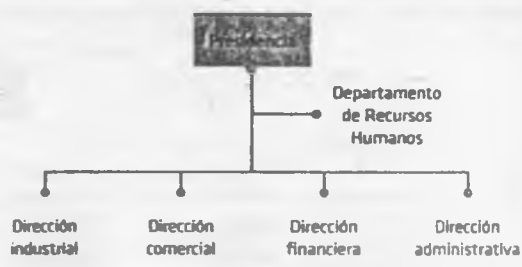 Presidencia
Departamento
de Recursos
Humanos
Dirección
industrial
Dirección
comercial
Dirección
financiera
Dirección
administrativa